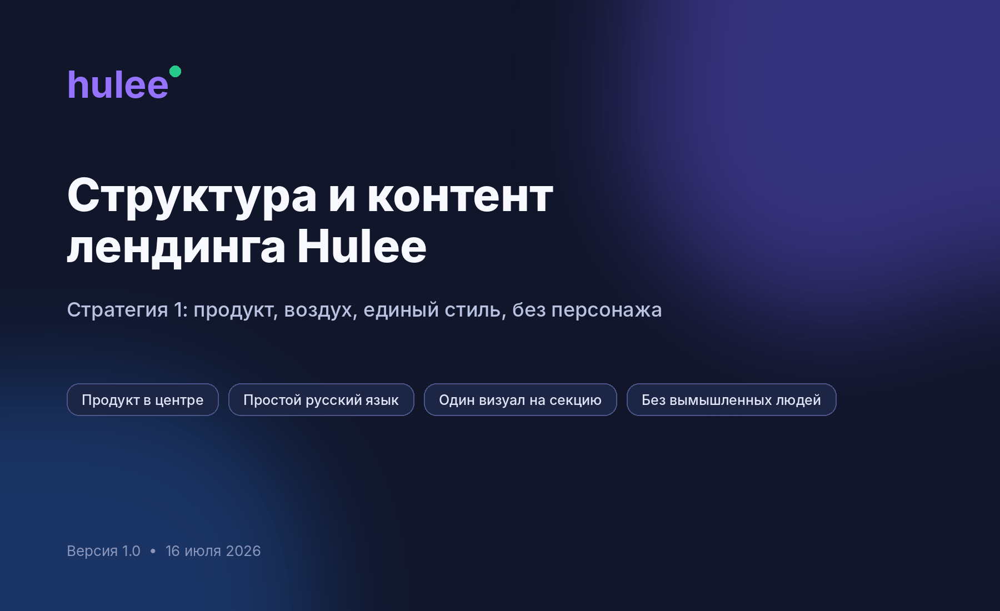 hulee
Структура и контент
лендинга Hulee
Стратегия 1: продукт, воздух, единый стиль, без персонажа
Продукт в центре
Простой русский язык
Один визуал на секцию
Без вымышленных людей
Версия 1.0 • 16 июля 2026